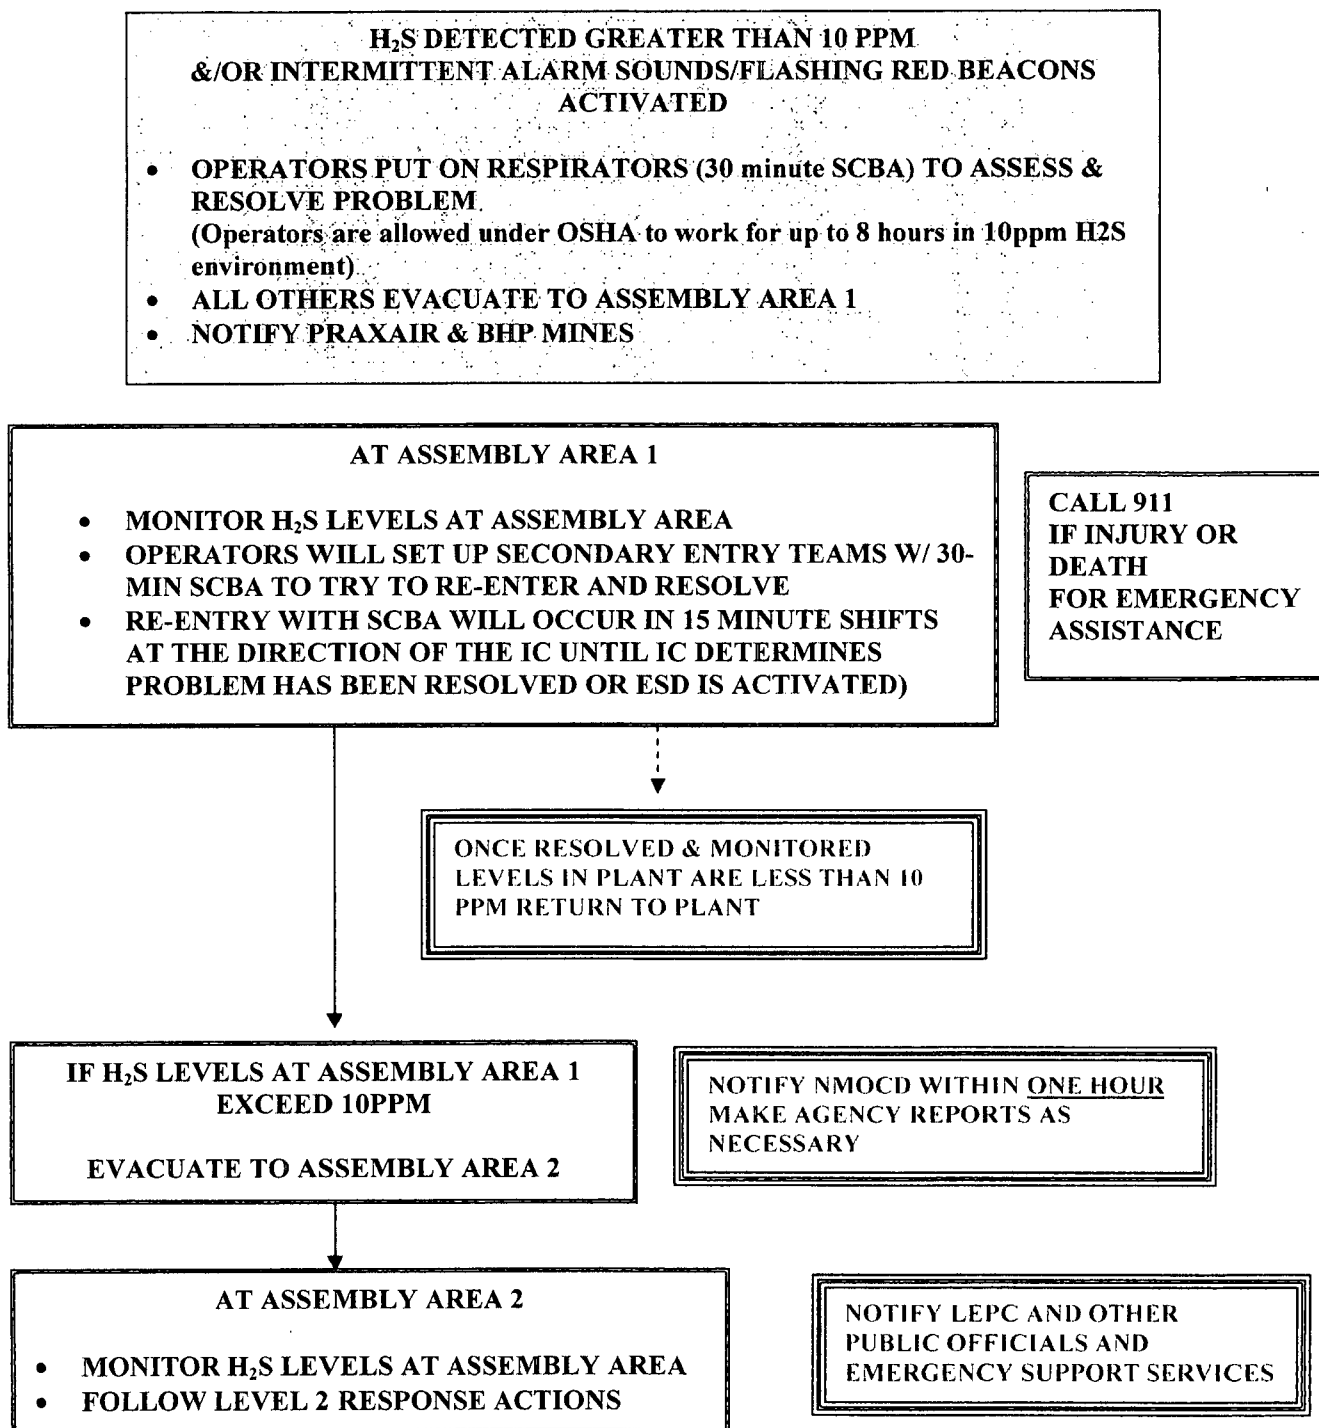 H₂S DETECTED GREATER THAN 10 PPM
&/OR INTERMITTENT ALARM SOUNDS/FLASHING RED BEACONS
ACTIVATED
• OPERATORS PUT ON RESPIRATORS (30 minute SCBA) TO ASSESS &
RESOLVE PROBLEM
(Operators are allowed under OSHA to work for up to 8 hours in 10ppm H2S
environment)
• ALL OTHERS EVACUATE TO ASSEMBLY AREA 1
• NOTIFY PRAXAIR & BHP MINES
AT ASSEMBLY AREA 1
• MONITOR H₂S LEVELS AT ASSEMBLY AREA
• OPERATORS WILL SET UP SECONDARY ENTRY TEAMS W/ 30-
MIN SCBA TO TRY TO RE-ENTER AND RESOLVE
• RE-ENTRY WITH SCBA WILL OCCUR IN 15 MINUTE SHIFTS
AT THE DIRECTION OF THE IC UNTIL IC DETERMINES
PROBLEM HAS BEEN RESOLVED OR ESD IS ACTIVATED)
CALL 911
IF INJURY OR
DEATH
FOR EMERGENCY
ASSISTANCE
ONCE RESOLVED & MONITORED
LEVELS IN PLANT ARE LESS THAN 10
PPM RETURN TO PLANT
IF H₂S LEVELS AT ASSEMBLY AREA 1
EXCEED 10PPM
EVACUATE TO ASSEMBLY AREA 2
NOTIFY NMOCD WITHIN ONE HOUR
MAKE AGENCY REPORTS AS
NECESSARY
AT ASSEMBLY AREA 2
• MONITOR H₂S LEVELS AT ASSEMBLY AREA
• FOLLOW LEVEL 2 RESPONSE ACTIONS
NOTIFY LEPC AND OTHER
PUBLIC OFFICIALS AND
EMERGENCY SUPPORT SERVICES